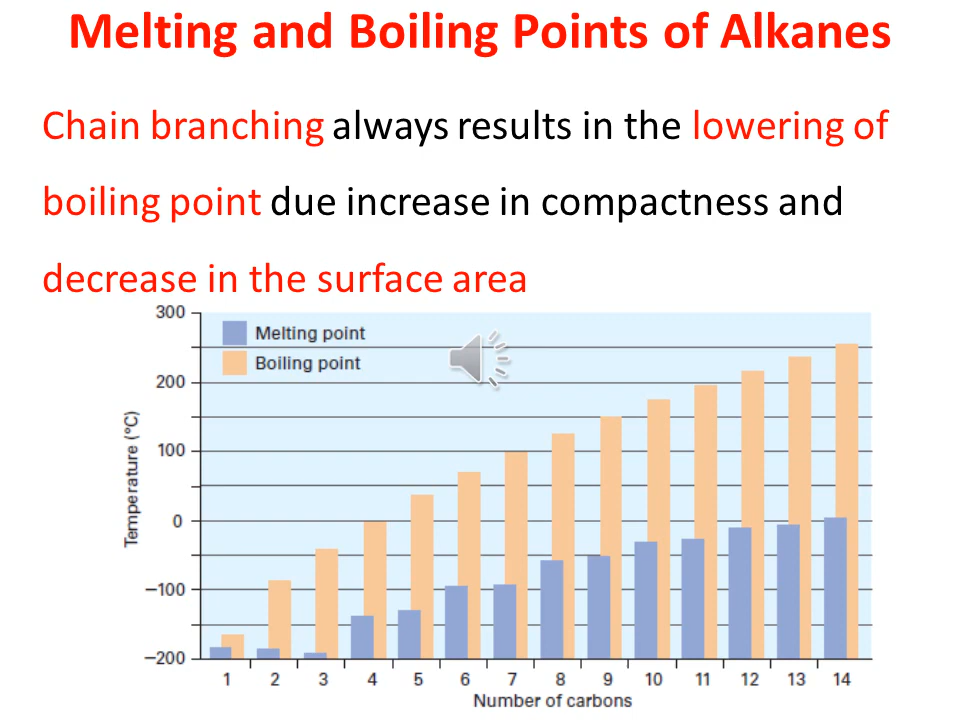 Melting and Boiling Points of Alkanes
Chain branching always results in the lowering of
boiling point due increase in compactness and
decrease in the surface area
300
200
100
0
−100
−200
Temperature (°C)
Melting point
Boiling point
1 2 3 4 5 6 7 8 9 10 11 12 13 14
Number of carbons